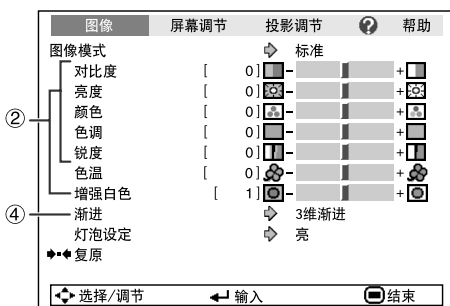 图像 屏幕调节 投影调节 ? 帮助
图像模式 标准
对比度 [ 0] - +
② 亮度 [ 0] - +
颜色 [ 0] - +
色调 [ 0] - +
锐度 [ 0] - +
色温 [ 0] - +
增强白色 [ 1] - +
④ 渐进 3维渐进
灯泡设定 亮
复原
选择/调节 输入 结束